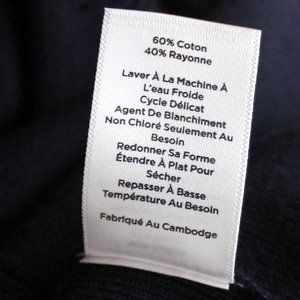 60% Coton
40% Rayonne
Laver À La Machine À
L'eau Froide
Cycle Délicat
Agent De Blanchiment
Non Chloré Seulement Au
Besoin
Redonner Sa Forme
Étendre À Plat Pour
Sécher
Repasser À Basse
Température Au Besoin
Fabriqué Au Cambodge